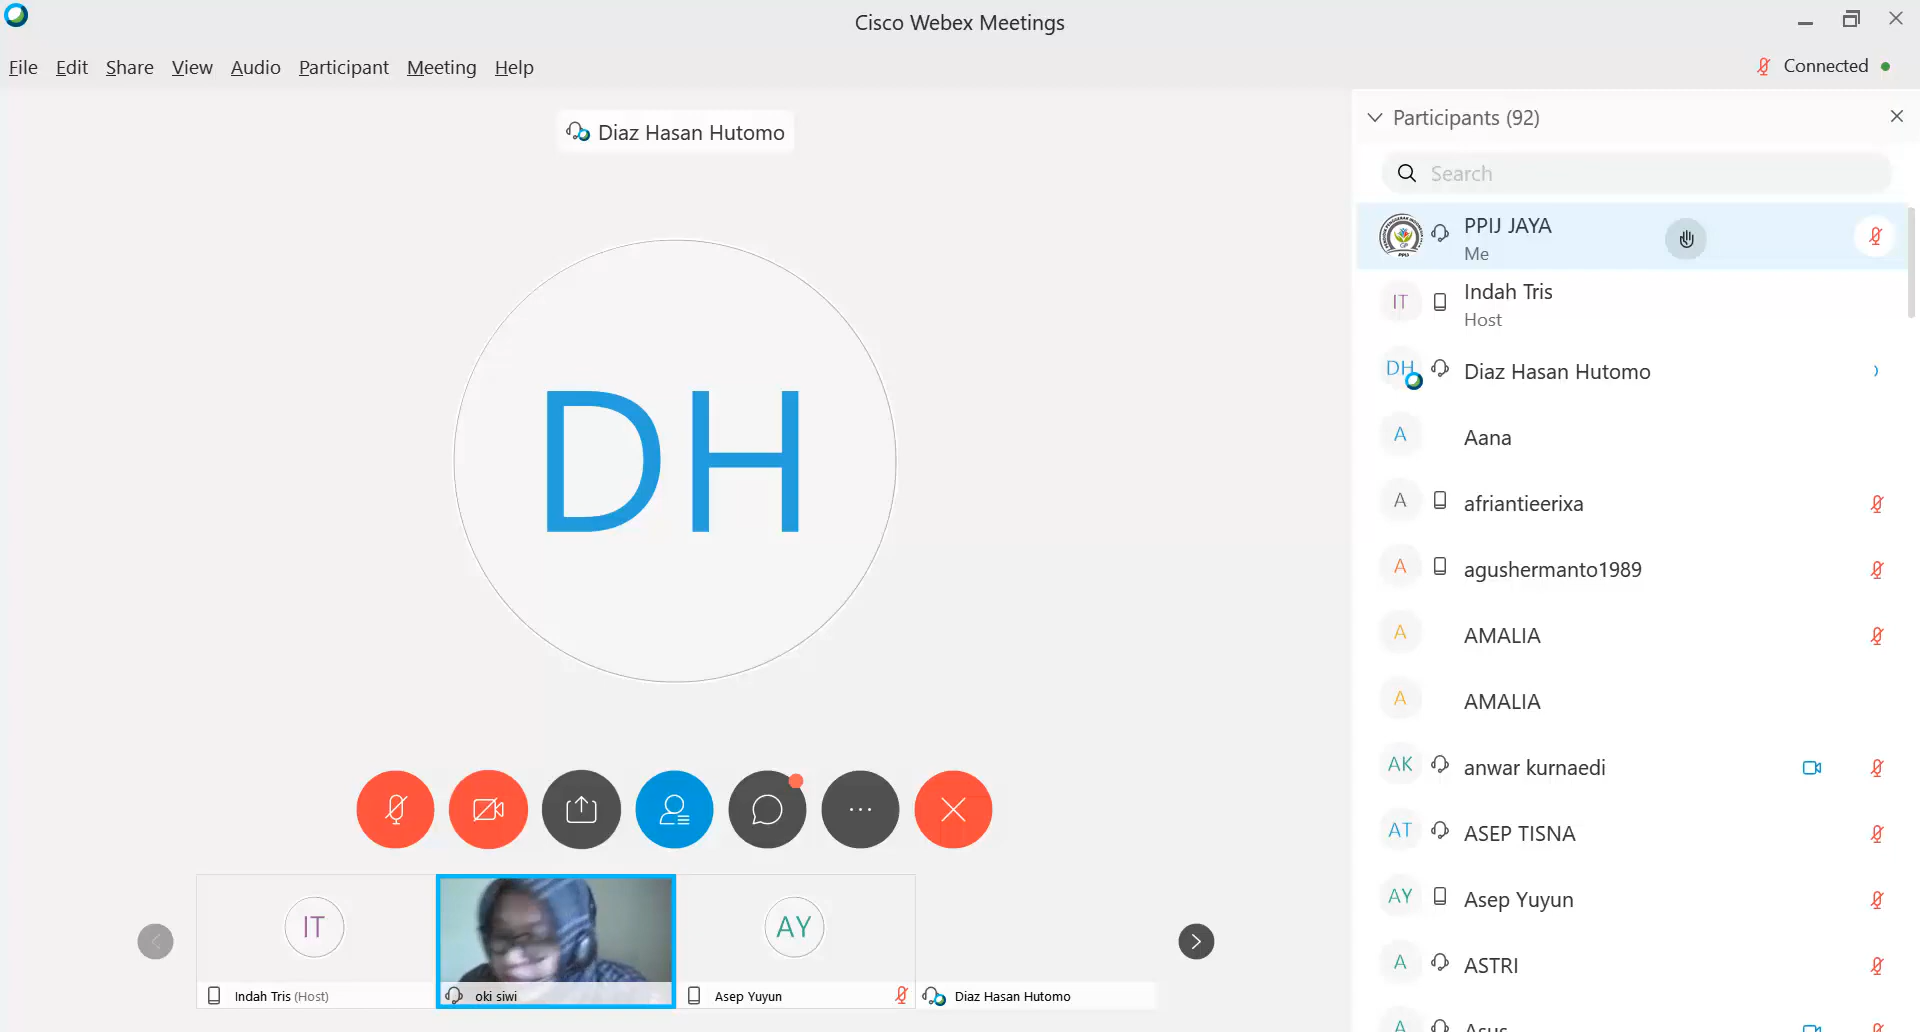 Cisco Webex Meetings
File Edit Share View Audio Participant Meeting Help
Connected
Diaz Hasan Hutomo
DH
Participants (92)
Search
PPIJ JAYA
Me
IT
Indah Tris
Host
DH
Diaz Hasan Hutomo
A
Aana
A
afriantieerixa
A
agushermanto1989
A
AMALIA
A
AMALIA
AK
anwar kurnaedi
AT
ASEP TISNA
AY
Asep Yuyun
A
ASTRI
A
Asus
IT
Indah Tris (Host)
oki siwi
AY
Asep Yuyun
Diaz Hasan Hutomo